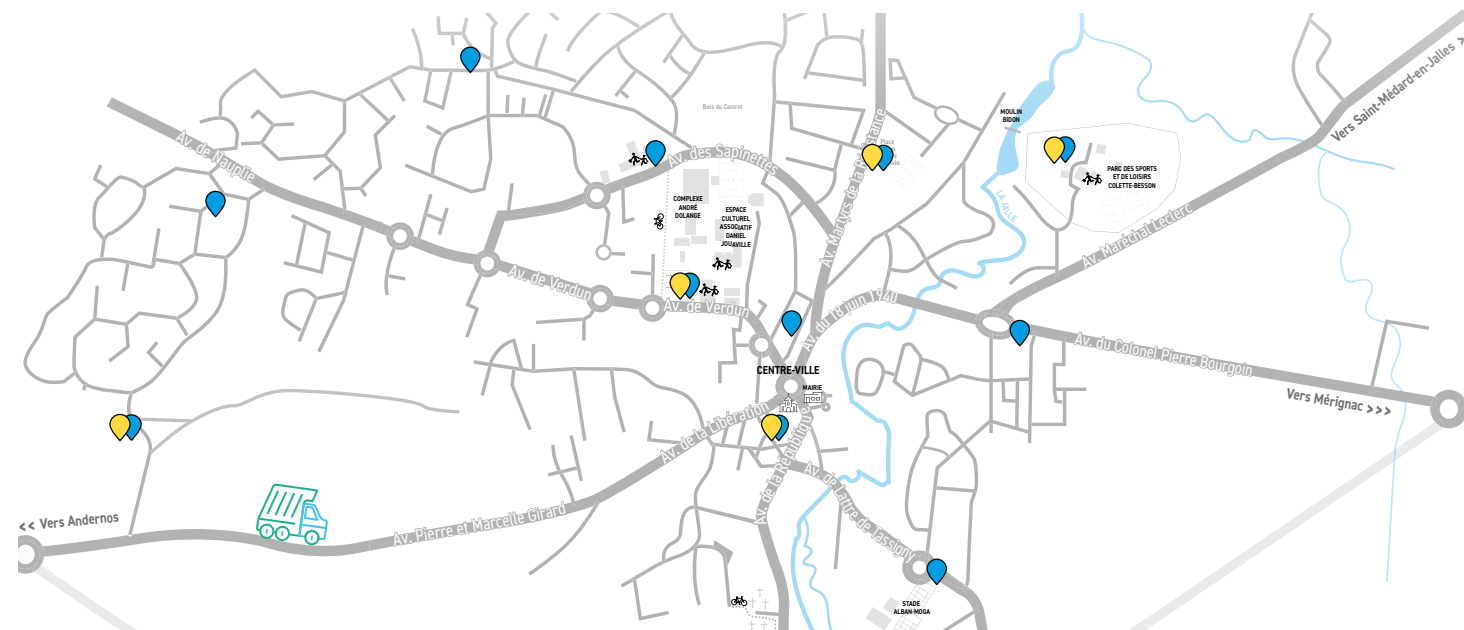 Bois du Castrot
MOULIN
BIDON
Vers Saint-Médard-en-Jalles >
Av. de Nauplie
Av. des Sapinettes
Av. Martyrs de la Résistance
Place
PARC DES SPORTS
ET DE LOISIRS
COLETTE-BESSON
LA JALLE
COMPLEXE
ANDRÉ
DOLANGE
ESPACE
CULTUREL
ASSOCIATIF
DANIEL
JOUAVILLE
Av. Maréchal Leclerc
Av. de Verdun
Av. de Verdun
Av. du 18 juin 1940
Av. du Colonel Pierre Bourgoin
CENTRE-VILLE
MAIRIE
Vers Mérignac >>>
Av. de la Libération
Av. de la République
Av. de Lattre de Tassigny
<< Vers Andernos
Av. Pierre et Marcelle Girard
STADE
ALBAN-MOGA